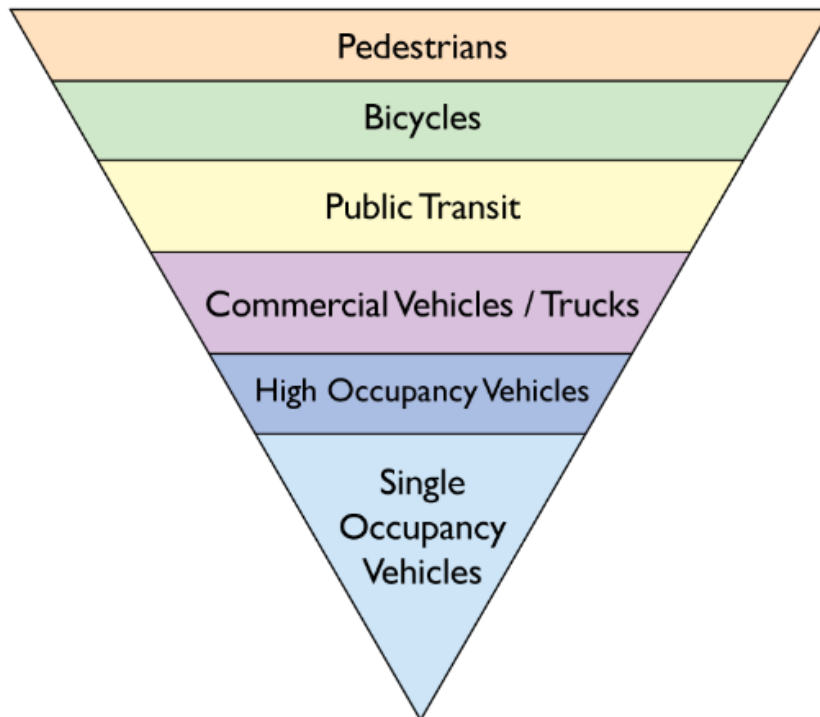 Pedestrians
Bicycles
Public Transit
Commercial Vehicles / Trucks
High Occupancy Vehicles
Single
Occupancy
Vehicles